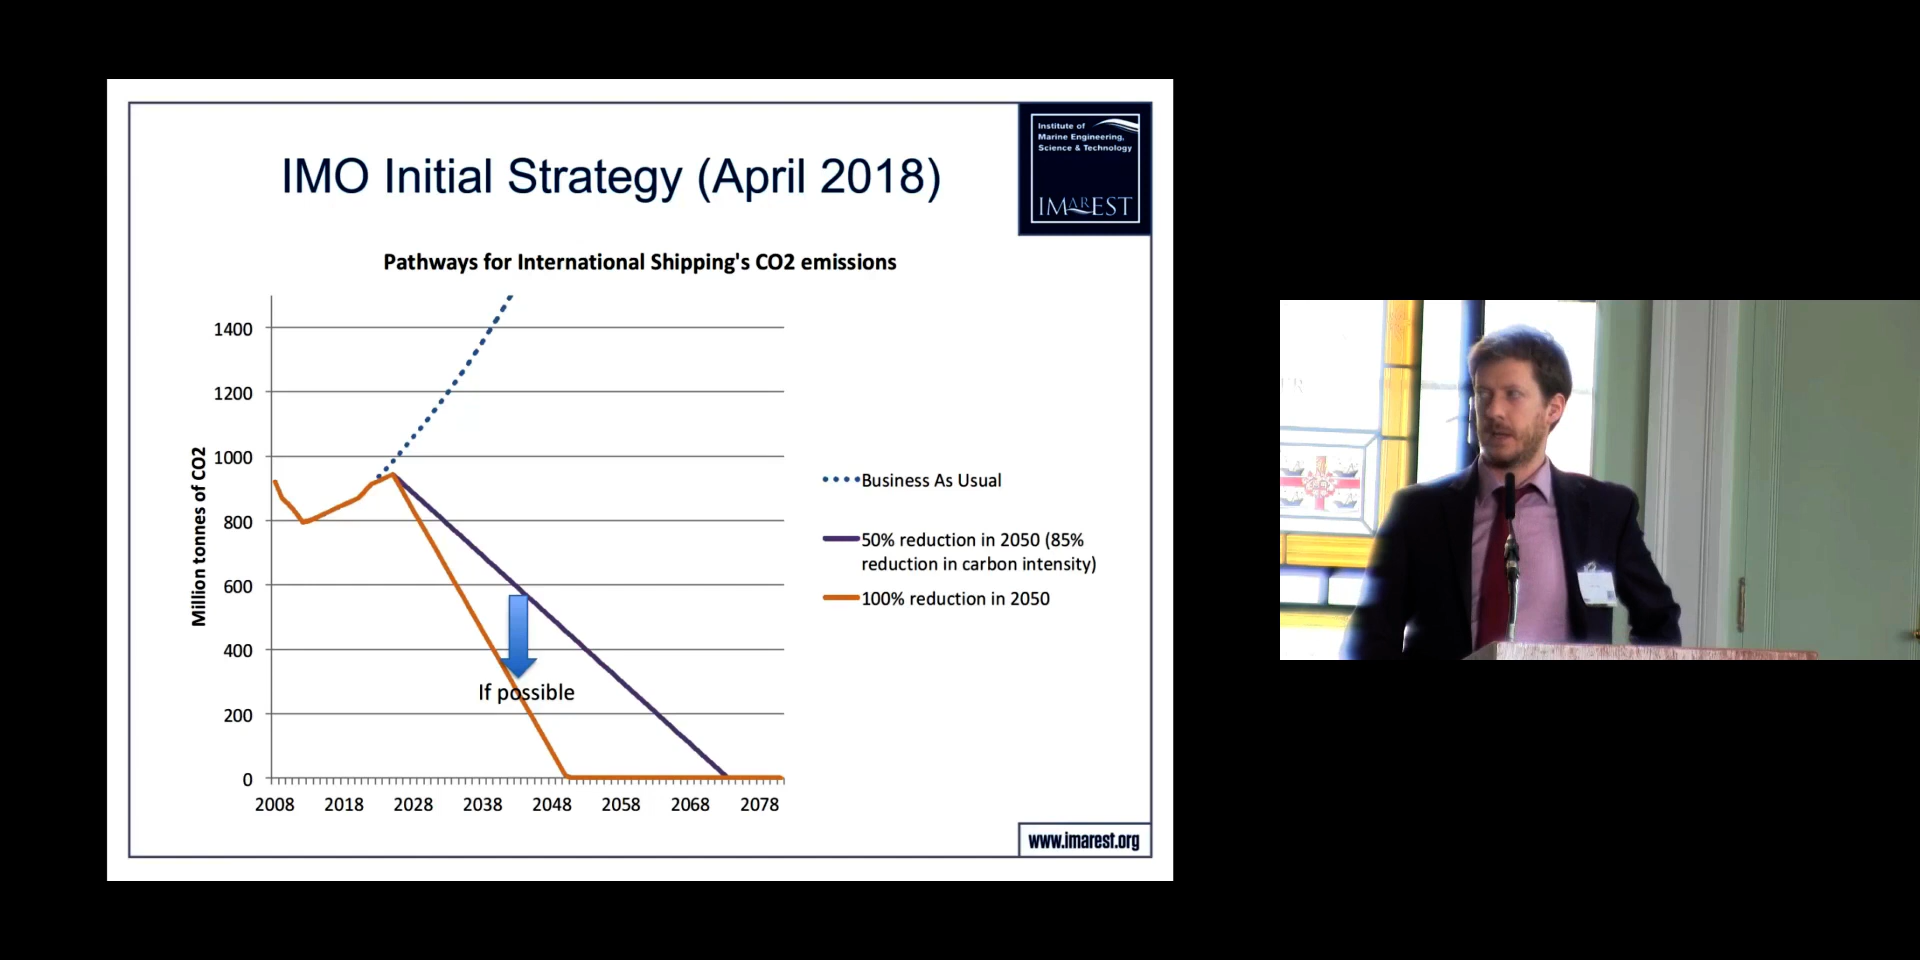 Institute of
Marine Engineering,
Science & Technology
IMAREST
IMO Initial Strategy (April 2018)
Pathways for International Shipping's CO2 emissions
Million tonnes of CO2
1400
1200
1000
800
600
400
200
0
2008 2018 2028 2038 2048 2058 2068 2078
If possible
Business As Usual
50% reduction in 2050 (85%
reduction in carbon intensity)
100% reduction in 2050
www.imarest.org